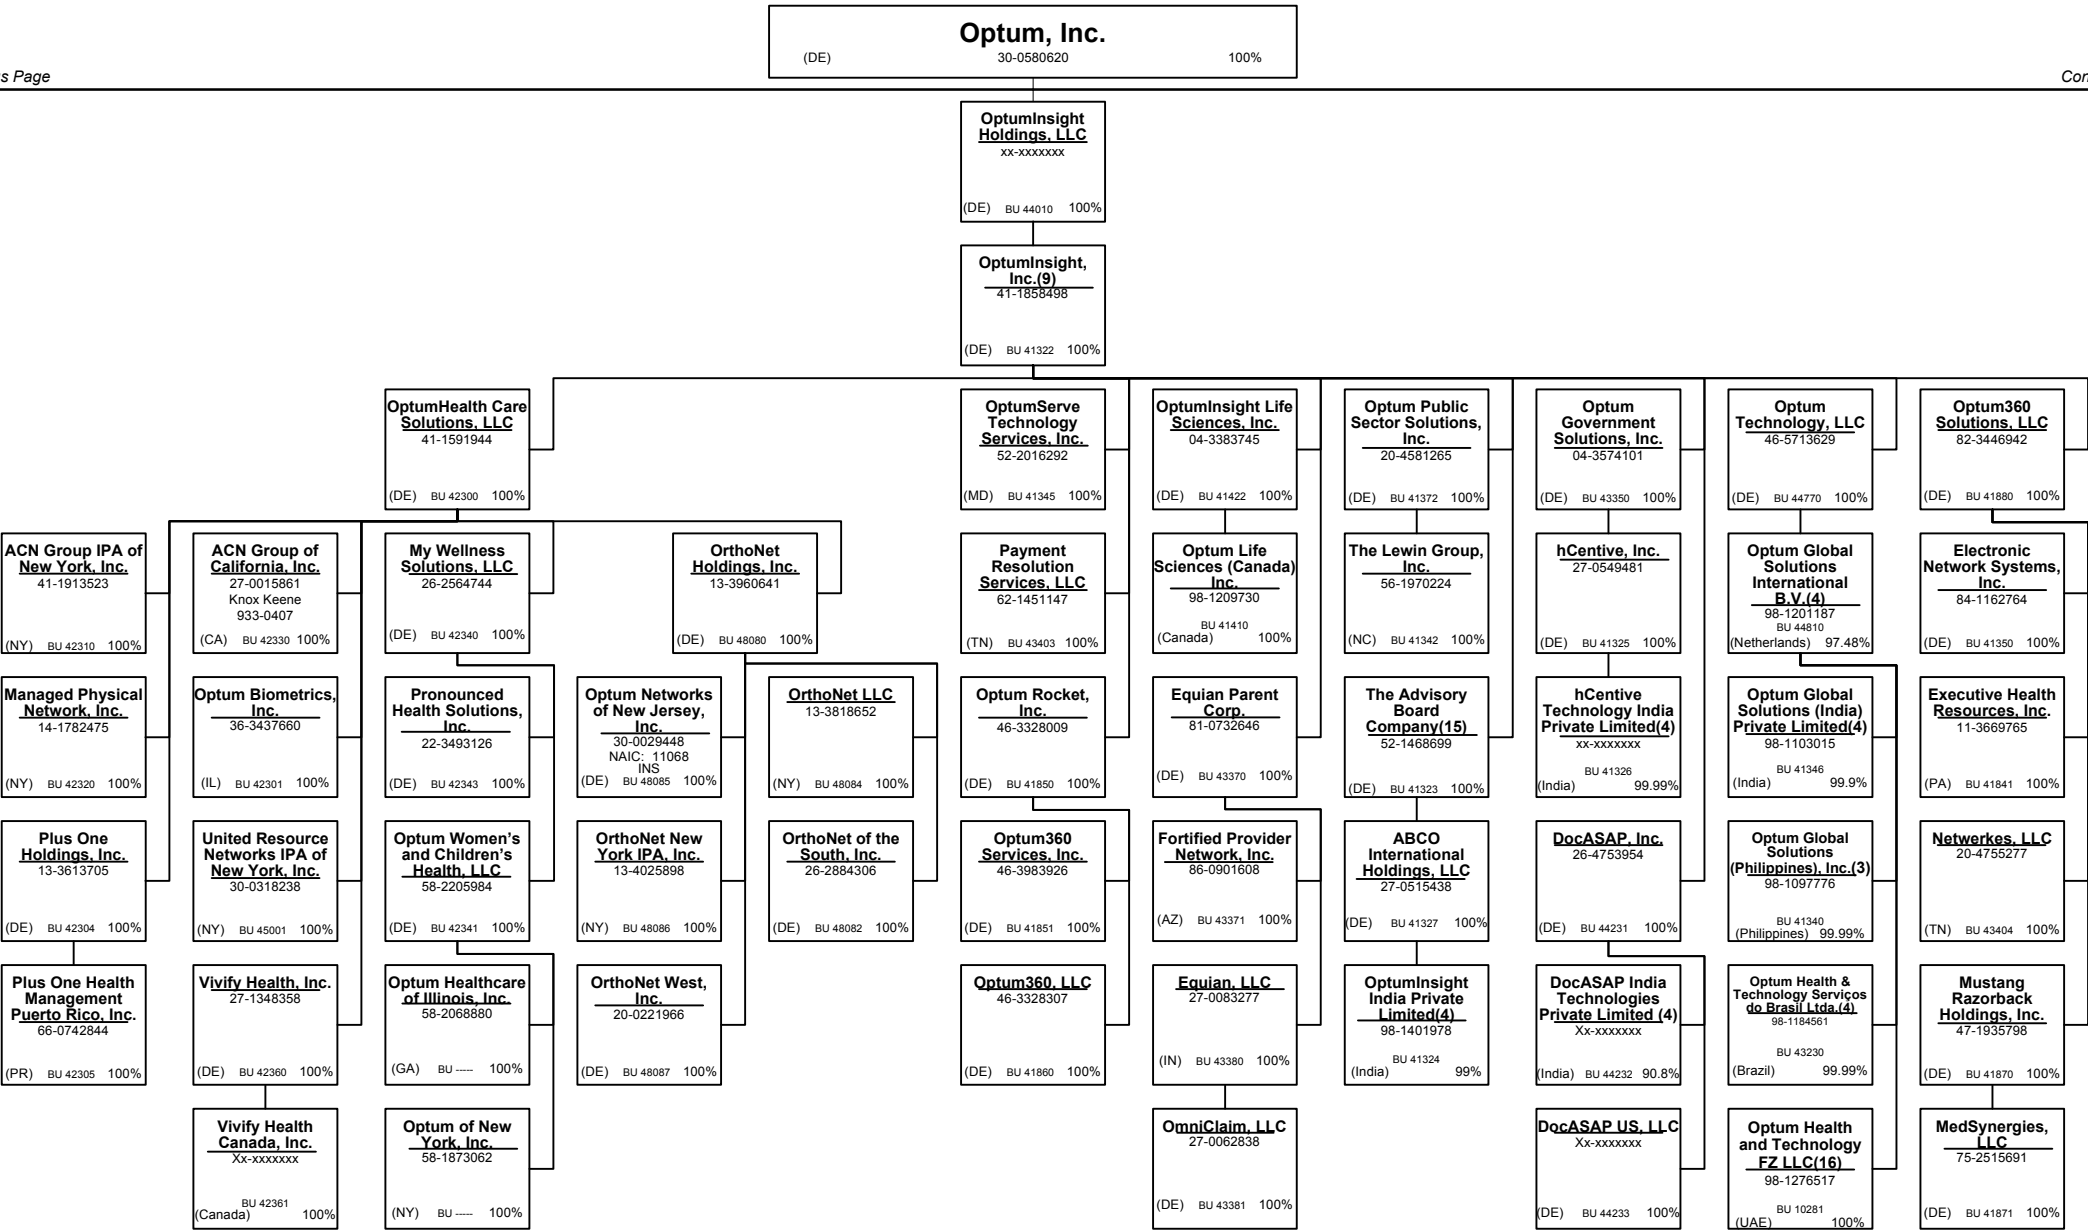 Optum, Inc.
(DE) 30-0580620 100%
s Page
Con
OptumInsight
Holdings, LLC
xx-xxxxxxx
(DE) BU 44010 100%
OptumInsight,
Inc.(9)
41-1858498
(DE) BU 41322 100%
OptumHealth Care
Solutions, LLC
41-1591944
(DE) BU 42300 100%
OptumServe
Technology
Services, Inc.
52-2016292
(MD) BU 41345 100%
OptumInsight Life
Sciences, Inc.
04-3383745
(DE) BU 41422 100%
Optum Public
Sector Solutions,
Inc.
20-4581265
(DE) BU 41372 100%
Optum
Government
Solutions, Inc.
04-3574101
(DE) BU 43350 100%
Optum
Technology, LLC
46-5713629
(DE) BU 44770 100%
Optum360
Solutions, LLC
82-3446942
(DE) BU 41880 100%
ACN Group IPA of
New York, Inc.
41-1913523
(NY) BU 42310 100%
ACN Group of
California, Inc.
27-0015861
Knox Keene
933-0407
(CA) BU 42330 100%
My Wellness
Solutions, LLC
26-2564744
(DE) BU 42340 100%
OrthoNet
Holdings, Inc.
13-3960641
(DE) BU 48080 100%
Payment
Resolution
Services, LLC
62-1451147
(TN) BU 43403 100%
Optum Life
Sciences (Canada)
Inc.
98-1209730
BU 41410
(Canada) 100%
The Lewin Group,
Inc.
56-1970224
(NC) BU 41342 100%
hCentive, Inc.
27-0549481
(DE) BU 41325 100%
Optum Global
Solutions
International
B.V.(4)
98-1201187
BU 44810
(Netherlands) 97.48%
Electronic
Network Systems,
Inc.
84-1162764
(DE) BU 41350 100%
Managed Physical
Network, Inc.
14-1782475
(NY) BU 42320 100%
Optum Biometrics,
Inc.
36-3437660
(IL) BU 42301 100%
Pronounced
Health Solutions,
Inc.
22-3493126
(DE) BU 42343 100%
Optum Networks
of New Jersey,
Inc.
30-0029448
NAIC: 11068
INS
(DE) BU 48085 100%
OrthoNet LLC
13-3818652
(NY) BU 48084 100%
Optum Rocket,
Inc.
46-3328009
(DE) BU 41850 100%
Equian Parent
Corp.
81-0732646
(DE) BU 43370 100%
The Advisory
Board
Company(15)
52-1468699
(DE) BU 41323 100%
hCentive
Technology India
Private Limited(4)
xx-xxxxxxx
BU 41326
(India) 99.99%
Optum Global
Solutions (India)
Private Limited(4)
98-1103015
BU 41346
(India) 99.9%
Executive Health
Resources, Inc.
11-3669765
(PA) BU 41841 100%
Plus One
Holdings, Inc.
13-3613705
(DE) BU 42304 100%
United Resource
Networks IPA of
New York, Inc.
30-0318238
(NY) BU 45001 100%
Optum Women's
and Children's
Health, LLC
58-2205984
(DE) BU 42341 100%
OrthoNet New
York IPA, Inc.
13-4025898
(NY) BU 48086 100%
OrthoNet of the
South, Inc.
26-2884306
(DE) BU 48082 100%
Optum360
Services, Inc.
46-3983926
(DE) BU 41851 100%
Fortified Provider
Network, Inc.
86-0901608
(AZ) BU 43371 100%
ABCO
International
Holdings, LLC
27-0515438
(DE) BU 41327 100%
DocASAP, Inc.
26-4753954
(DE) BU 44231 100%
Optum Global
Solutions
(Philippines), Inc.(3)
98-1097776
BU 41340
(Philippines) 99.99%
Netwerkes, LLC
20-4755277
(TN) BU 43404 100%
Plus One Health
Management
Puerto Rico, Inc.
66-0742844
(PR) BU 42305 100%
Vivify Health, Inc.
27-1348358
(DE) BU 42360 100%
Optum Healthcare
of Illinois, Inc.
58-2068880
(GA) BU ----- 100%
OrthoNet West,
Inc.
20-0221966
(DE) BU 48087 100%
Optum360, LLC
46-3328307
(DE) BU 41860 100%
Equian, LLC
27-0083277
(IN) BU 43380 100%
OptumInsight
India Private
Limited(4)
98-1401978
BU 41324
(India) 99%
DocASAP India
Technologies
Private Limited (4)
Xx-xxxxxxx
(India) BU 44232 90.8%
Optum Health &
Technology Serviços
do Brasil Ltda.(4)
98-1184561
BU 43230
(Brazil) 99.99%
Mustang
Razorback
Holdings, Inc.
47-1935798
(DE) BU 41870 100%
Vivify Health
Canada, Inc.
Xx-xxxxxxx
BU 42361
(Canada) 100%
Optum of New
York, Inc.
58-1873062
(NY) BU ----- 100%
OmniClaim, LLC
27-0062838
(DE) BU 43381 100%
DocASAP US, LLC
Xx-xxxxxxx
(DE) BU 44233 100%
Optum Health
and Technology
FZ LLC(16)
98-1276517
BU 10281
(UAE) 100%
MedSynergies,
LLC
75-2515691
(DE) BU 41871 100%